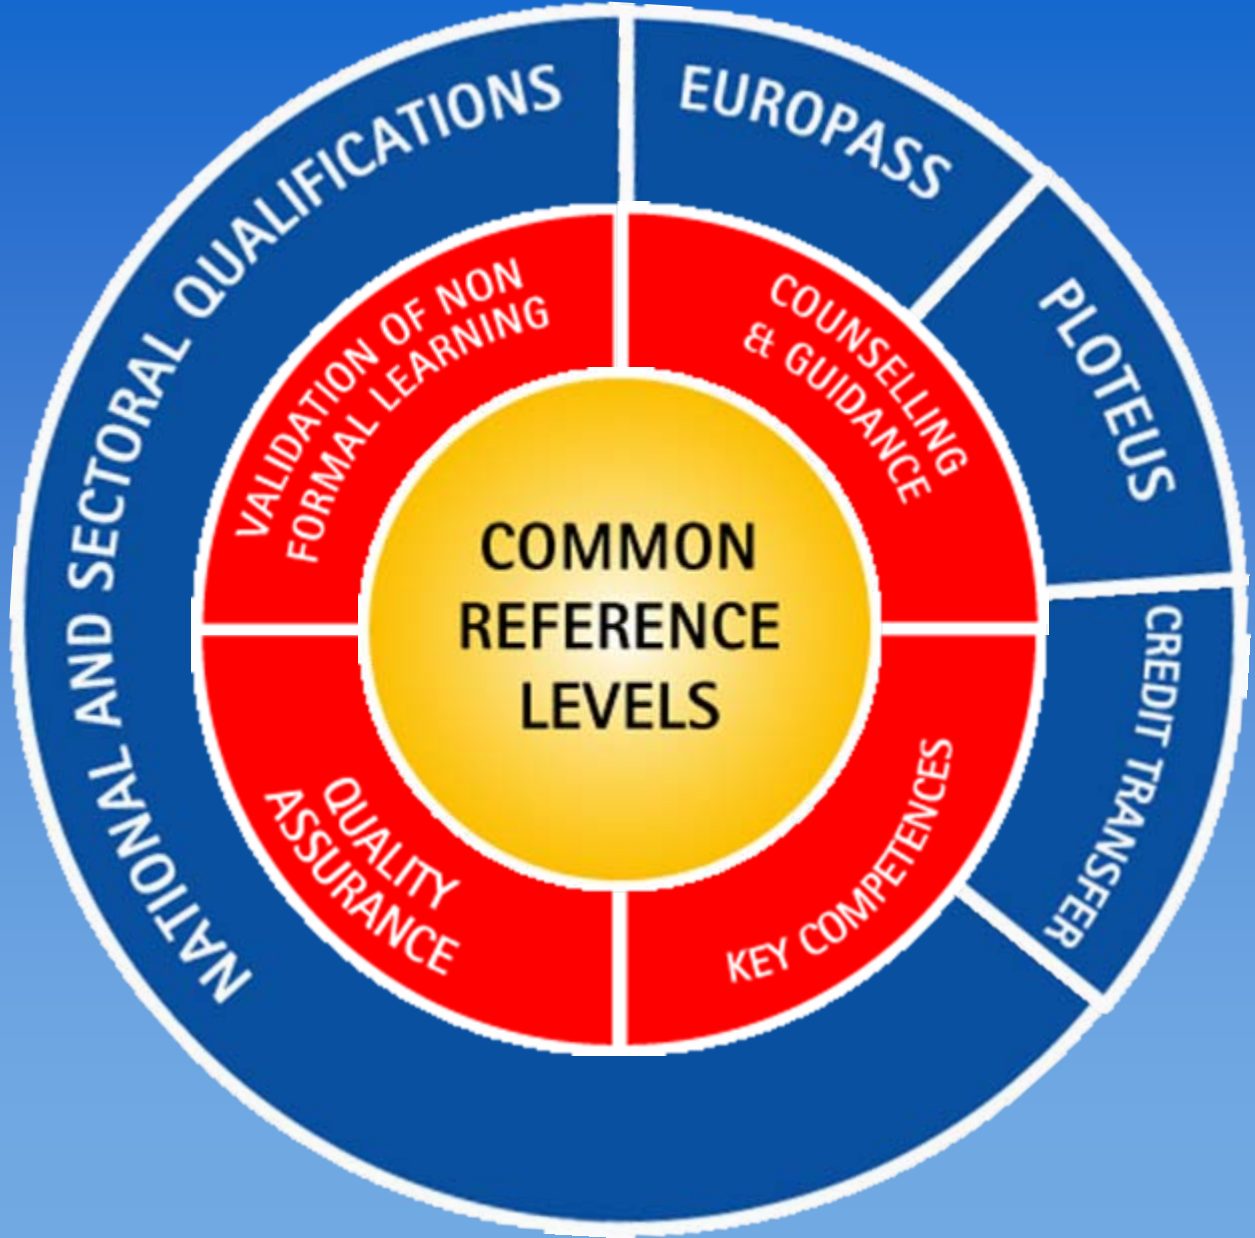 NATIONAL AND SECTORAL QUALIFICATIONS
EUROPASS
PLOTEUS
CREDIT TRANSFER
VALIDATION OF NON
FORMAL LEARNING
COUNSELLING
& GUIDANCE
KEY COMPETENCES
QUALITY
ASSURANCE
COMMON
REFERENCE
LEVELS